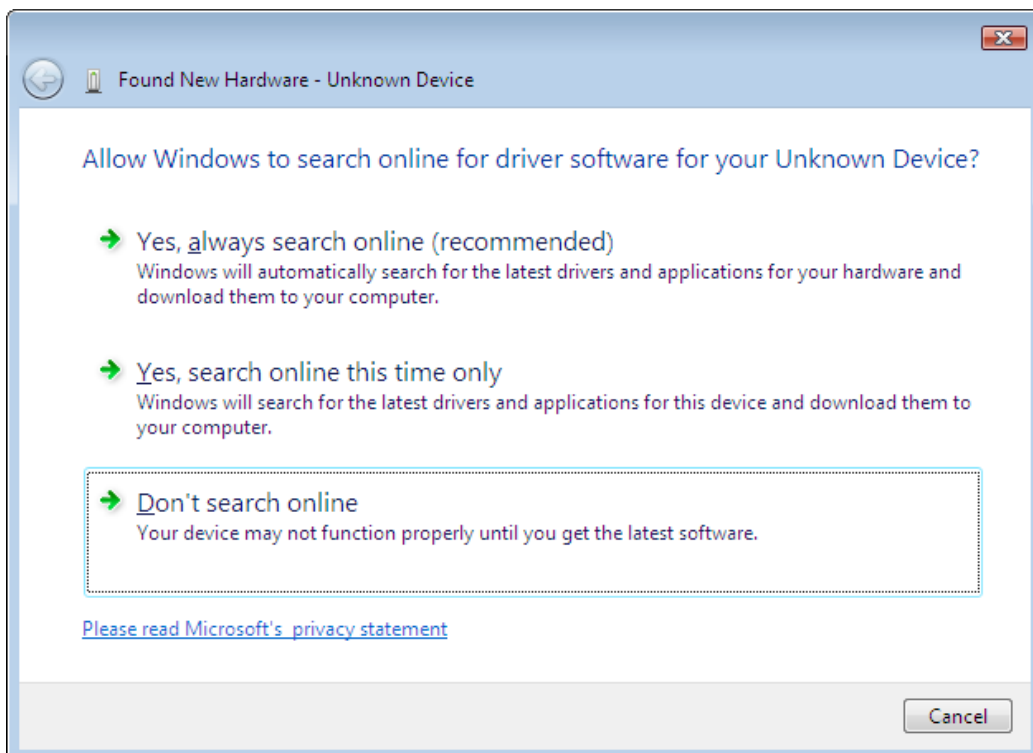 Found New Hardware - Unknown Device
Allow Windows to search online for driver software for your Unknown Device?
Yes, always search online (recommended)
Windows will automatically search for the latest drivers and applications for your hardware and
download them to your computer.
Yes, search online this time only
Windows will search for the latest drivers and applications for this device and download them to
your computer.
Don't search online
Your device may not function properly until you get the latest software.
Please read Microsoft's  privacy statement
Cancel